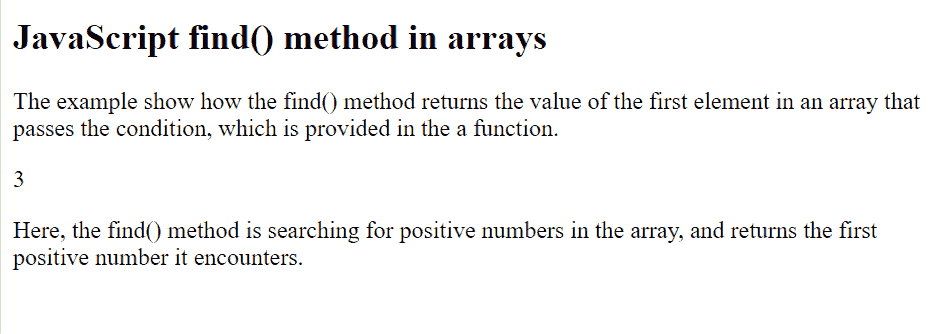 JavaScript find() method in arrays
The example show how the find() method returns the value of the first element in an array that
passes the condition, which is provided in the a function.
3
Here, the find() method is searching for positive numbers in the array, and returns the first
positive number it encounters.